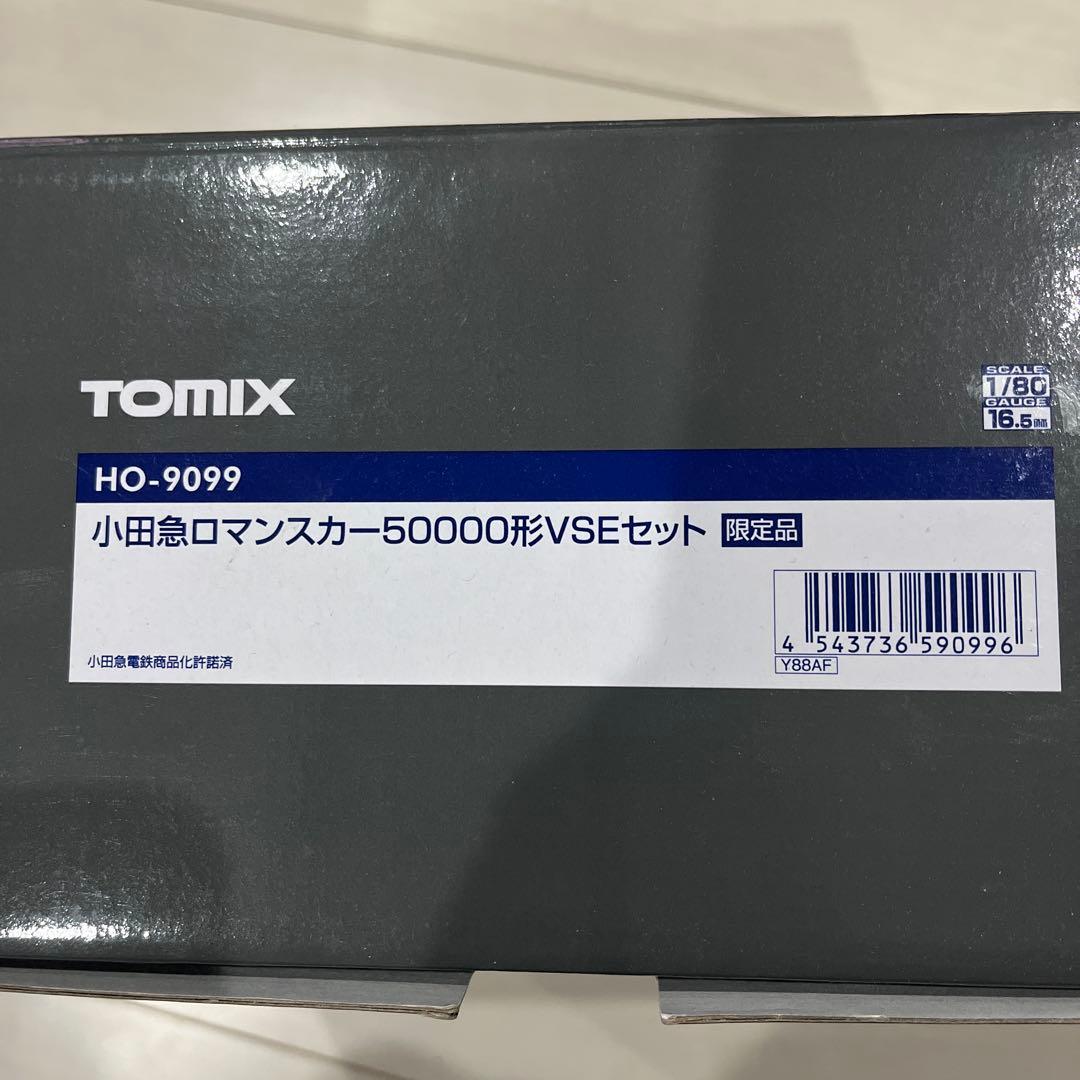 TOMIX
SCALE
1/80
GAUGE
16.5mm
HO-9099
小田急ロマンスカー50000形VSEセット 限定品
4 543736 590996
Y88AF
小田急電鉄商品化許諾済